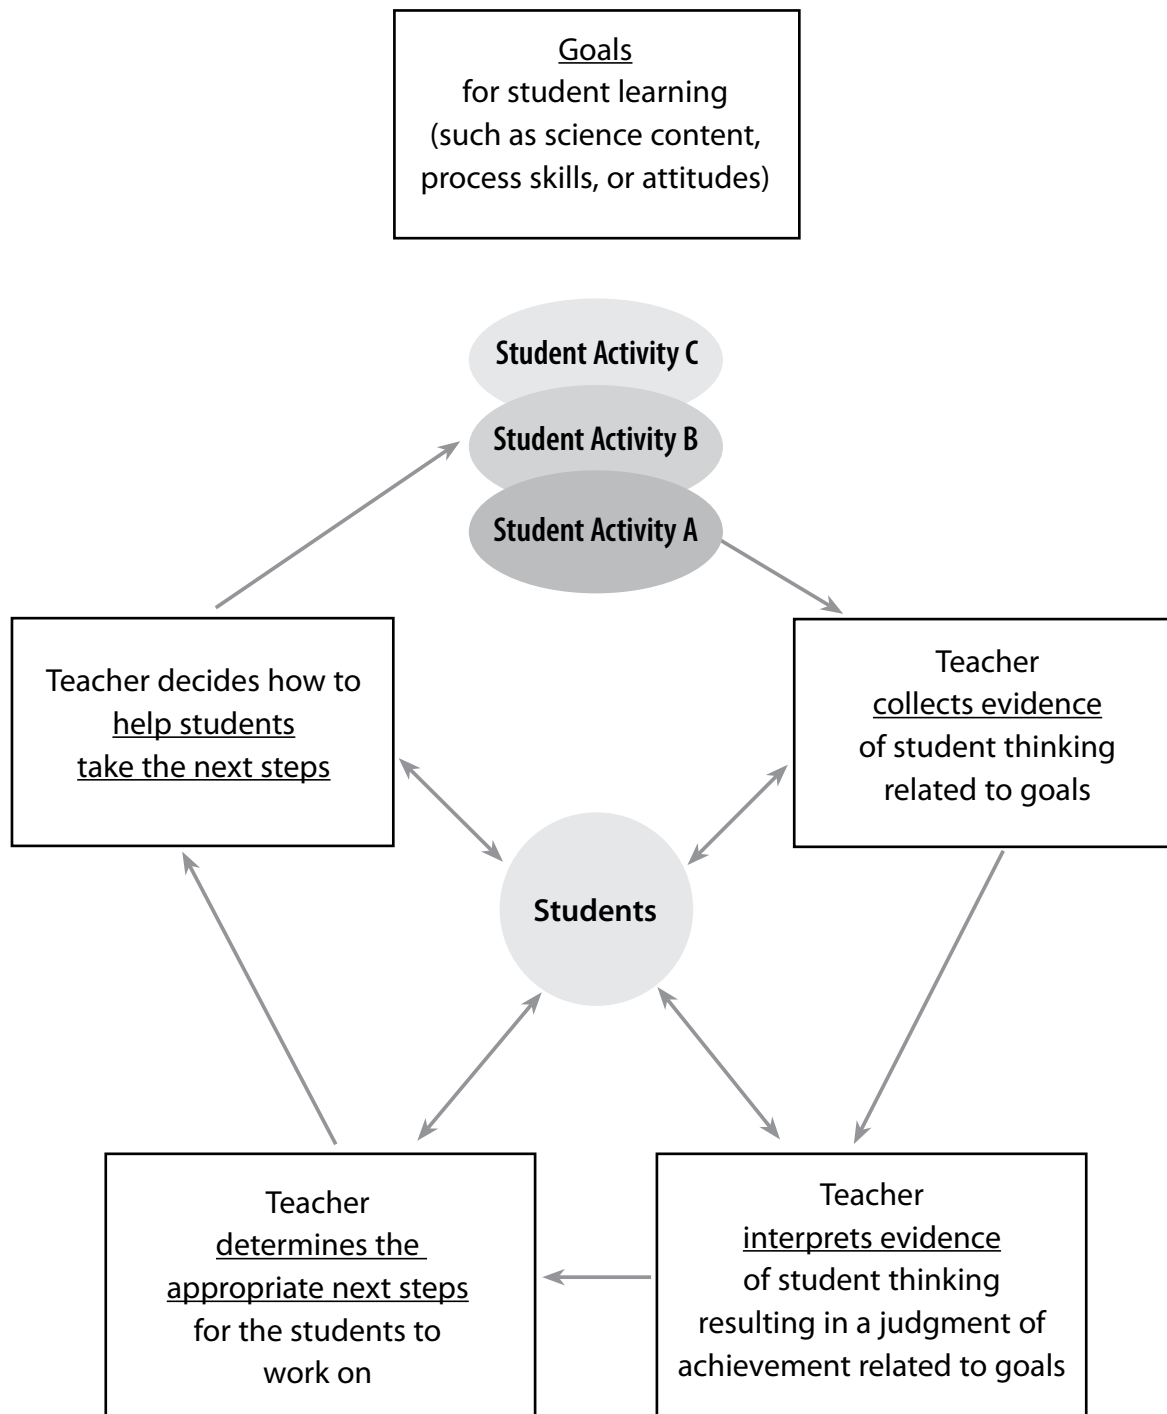 Goals
for student learning
(such as science content,
process skills, or attitudes)
Student Activity C
Student Activity B
Student Activity A
Teacher decides how to
help students
take the next steps
Teacher
collects evidence
of student thinking
related to goals
Students
Teacher
determines the
appropriate next steps
for the students to
work on
Teacher
interprets evidence
of student thinking
resulting in a judgment of
achievement related to goals